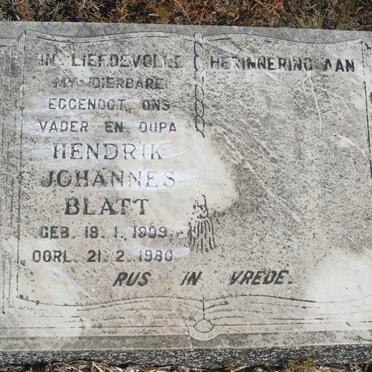 IN LIEFDEVOLLE HERINNERING AAN
MY DIERBARE
EGGENOOT, ONS
VADER EN OUPA
HENDRIK
JOHANNES
BLATT
GEB. 18.1.1909.
OORL. 21.2.1980.
RUS IN VREDE.